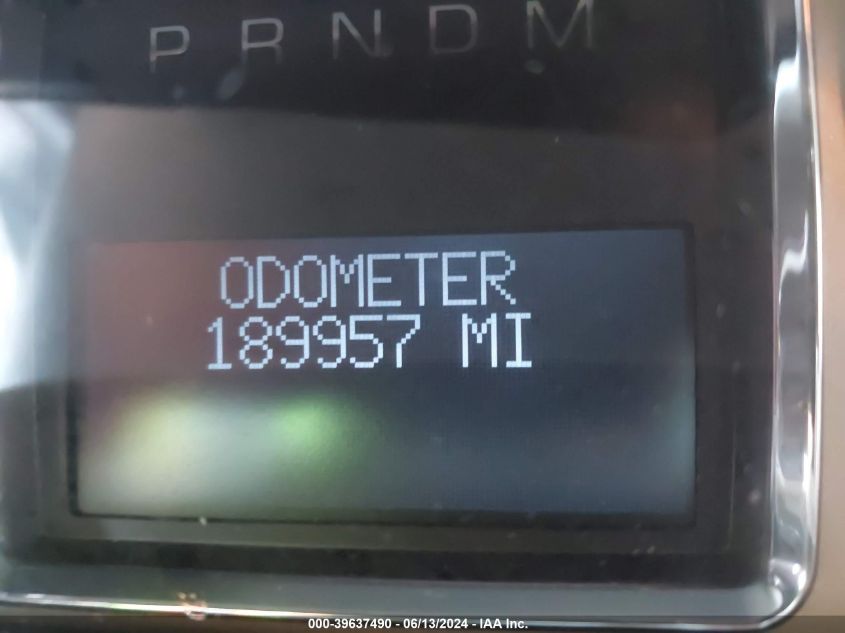 P R N D M
ODOMETER
189957 MI
000-39637490 - 06/13/2024 - IAA Inc.